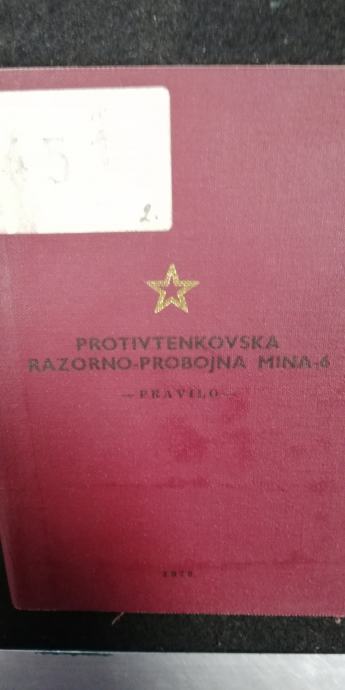 2.
PROTIVTENKOVSKA
RAZORNO-PROBOJNA MINA-6
—PRAVILO—